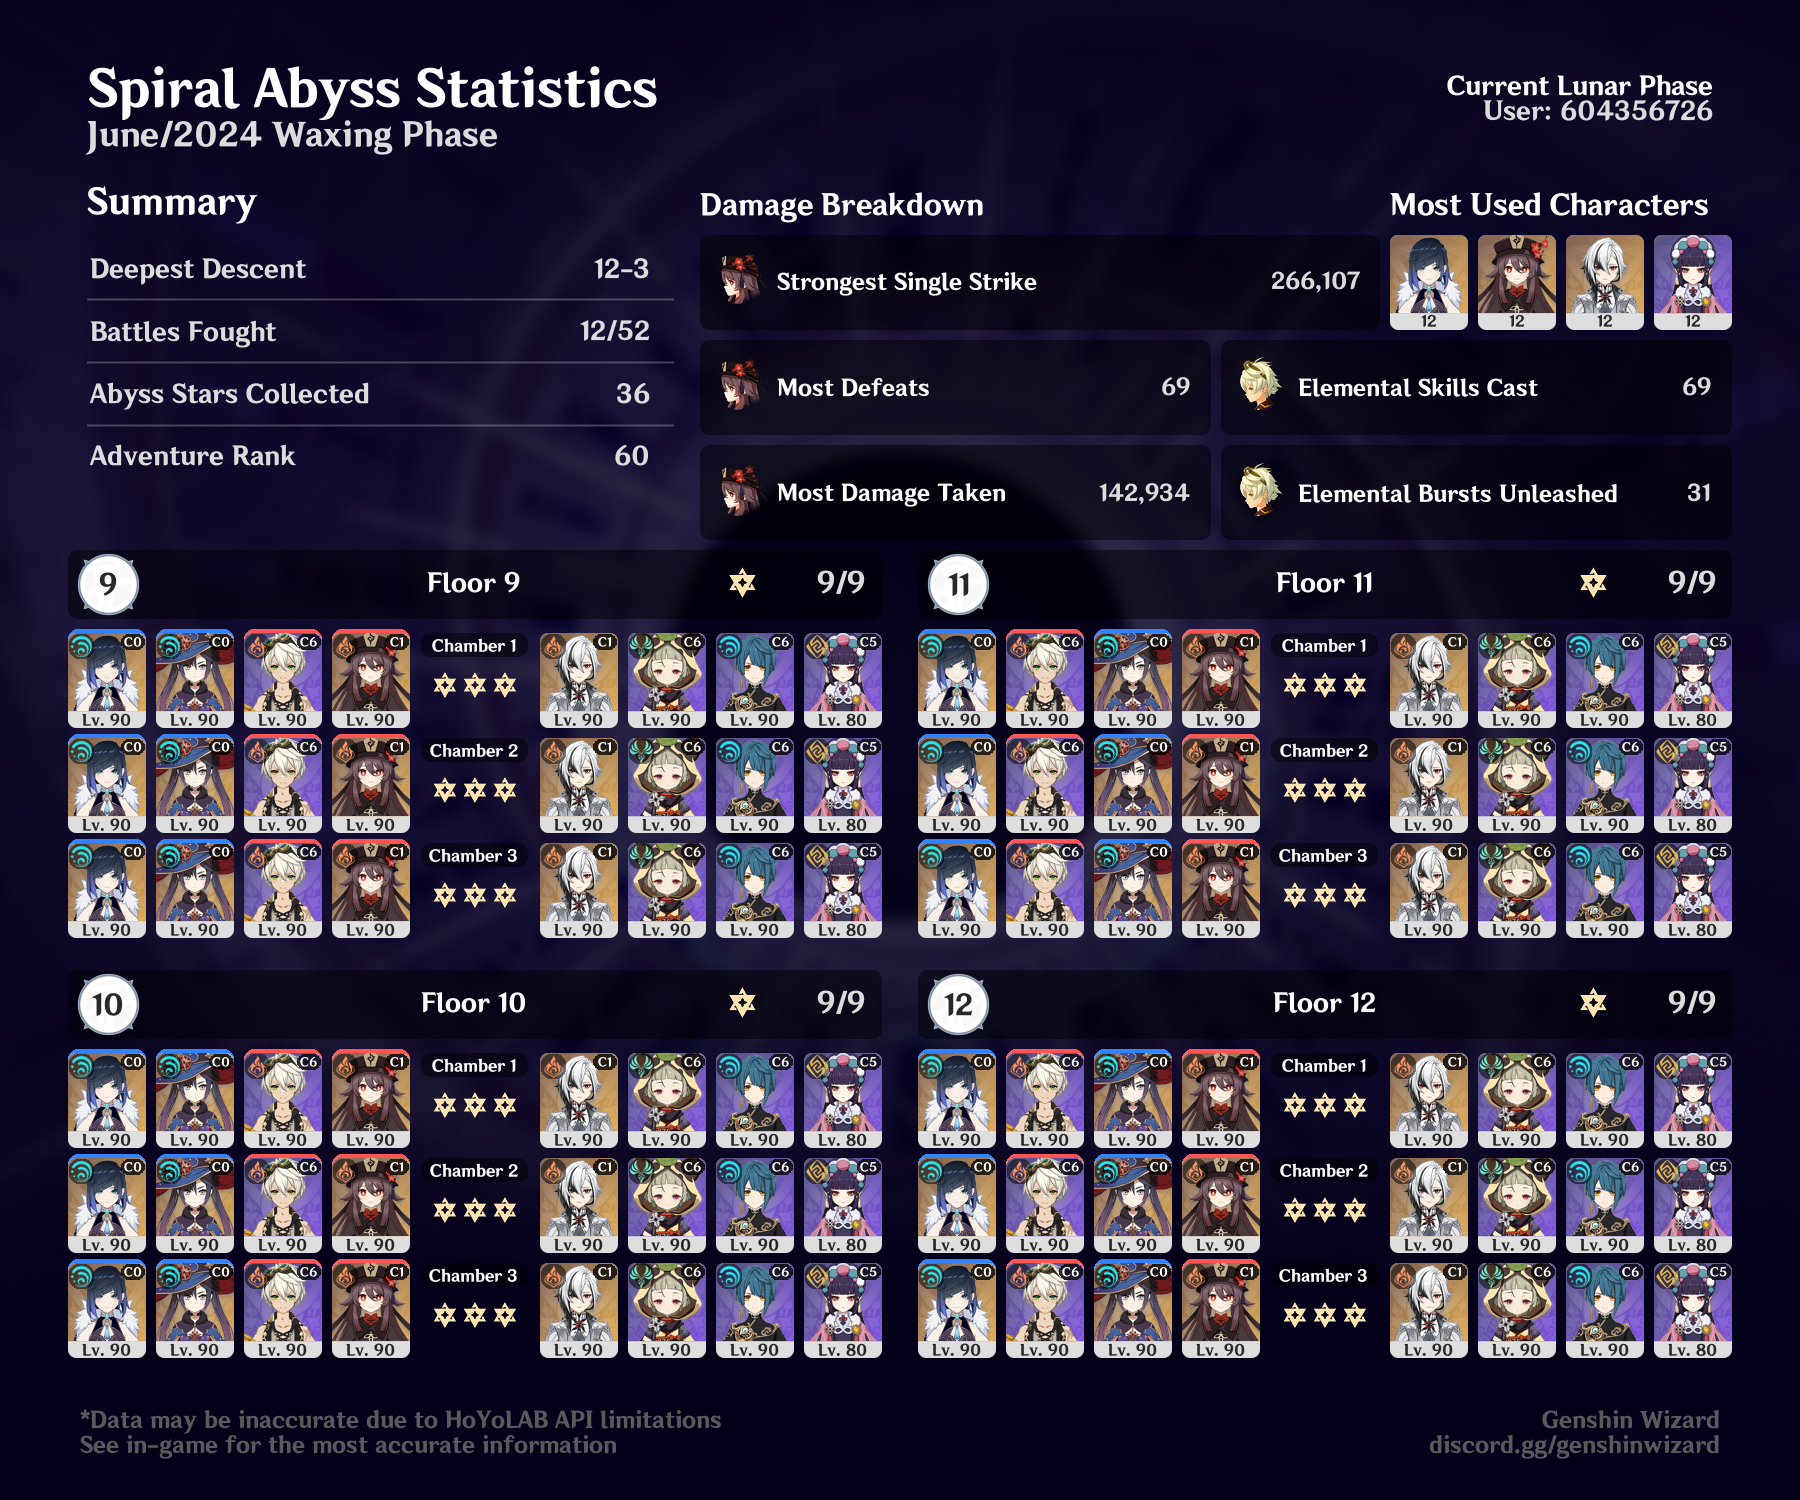 Spiral Abyss Statistics
June/2024 Waxing Phase
Current Lunar Phase
User: 604356726
Summary
Deepest Descent 12-3
Battles Fought 12/52
Abyss Stars Collected 36
Adventure Rank 60
Damage Breakdown
Strongest Single Strike 266,107
Most Defeats 69
Elemental Skills Cast 69
Most Damage Taken 142,934
Elemental Bursts Unleashed 31
Most Used Characters
12 12 12 12
9 Floor 9 9/9
C0 C0 C6 C1 Chamber 1 C1 C6 C6 C5
Lv. 90 Lv. 90 Lv. 90 Lv. 90 Lv. 90 Lv. 90 Lv. 90 Lv. 80
C0 C0 C6 C1 Chamber 2 C1 C6 C6 C5
Lv. 90 Lv. 90 Lv. 90 Lv. 90 Lv. 90 Lv. 90 Lv. 90 Lv. 80
C0 C0 C6 C1 Chamber 3 C1 C6 C6 C5
Lv. 90 Lv. 90 Lv. 90 Lv. 90 Lv. 90 Lv. 90 Lv. 90 Lv. 80
11 Floor 11 9/9
C0 C6 C0 C1 Chamber 1 C1 C6 C6 C5
Lv. 90 Lv. 90 Lv. 90 Lv. 90 Lv. 90 Lv. 90 Lv. 90 Lv. 80
C0 C6 C0 C1 Chamber 2 C1 C6 C6 C5
Lv. 90 Lv. 90 Lv. 90 Lv. 90 Lv. 90 Lv. 90 Lv. 90 Lv. 80
C0 C6 C0 C1 Chamber 3 C1 C6 C6 C5
Lv. 90 Lv. 90 Lv. 90 Lv. 90 Lv. 90 Lv. 90 Lv. 90 Lv. 80
10 Floor 10 9/9
C0 C0 C6 C1 Chamber 1 C1 C6 C6 C5
Lv. 90 Lv. 90 Lv. 90 Lv. 90 Lv. 90 Lv. 90 Lv. 90 Lv. 80
C0 C0 C6 C1 Chamber 2 C1 C6 C6 C5
Lv. 90 Lv. 90 Lv. 90 Lv. 90 Lv. 90 Lv. 90 Lv. 90 Lv. 80
C0 C0 C6 C1 Chamber 3 C1 C6 C6 C5
Lv. 90 Lv. 90 Lv. 90 Lv. 90 Lv. 90 Lv. 90 Lv. 90 Lv. 80
12 Floor 12 9/9
C0 C6 C0 C1 Chamber 1 C1 C6 C6 C5
Lv. 90 Lv. 90 Lv. 90 Lv. 90 Lv. 90 Lv. 90 Lv. 90 Lv. 80
C0 C6 C0 C1 Chamber 2 C1 C6 C6 C5
Lv. 90 Lv. 90 Lv. 90 Lv. 90 Lv. 90 Lv. 90 Lv. 90 Lv. 80
C0 C6 C0 C1 Chamber 3 C1 C6 C6 C5
Lv. 90 Lv. 90 Lv. 90 Lv. 90 Lv. 90 Lv. 90 Lv. 90 Lv. 80
*Data may be inaccurate due to HoYoLAB API limitations
See in-game for the most accurate information
Genshin Wizard
discord.gg/genshinwizard